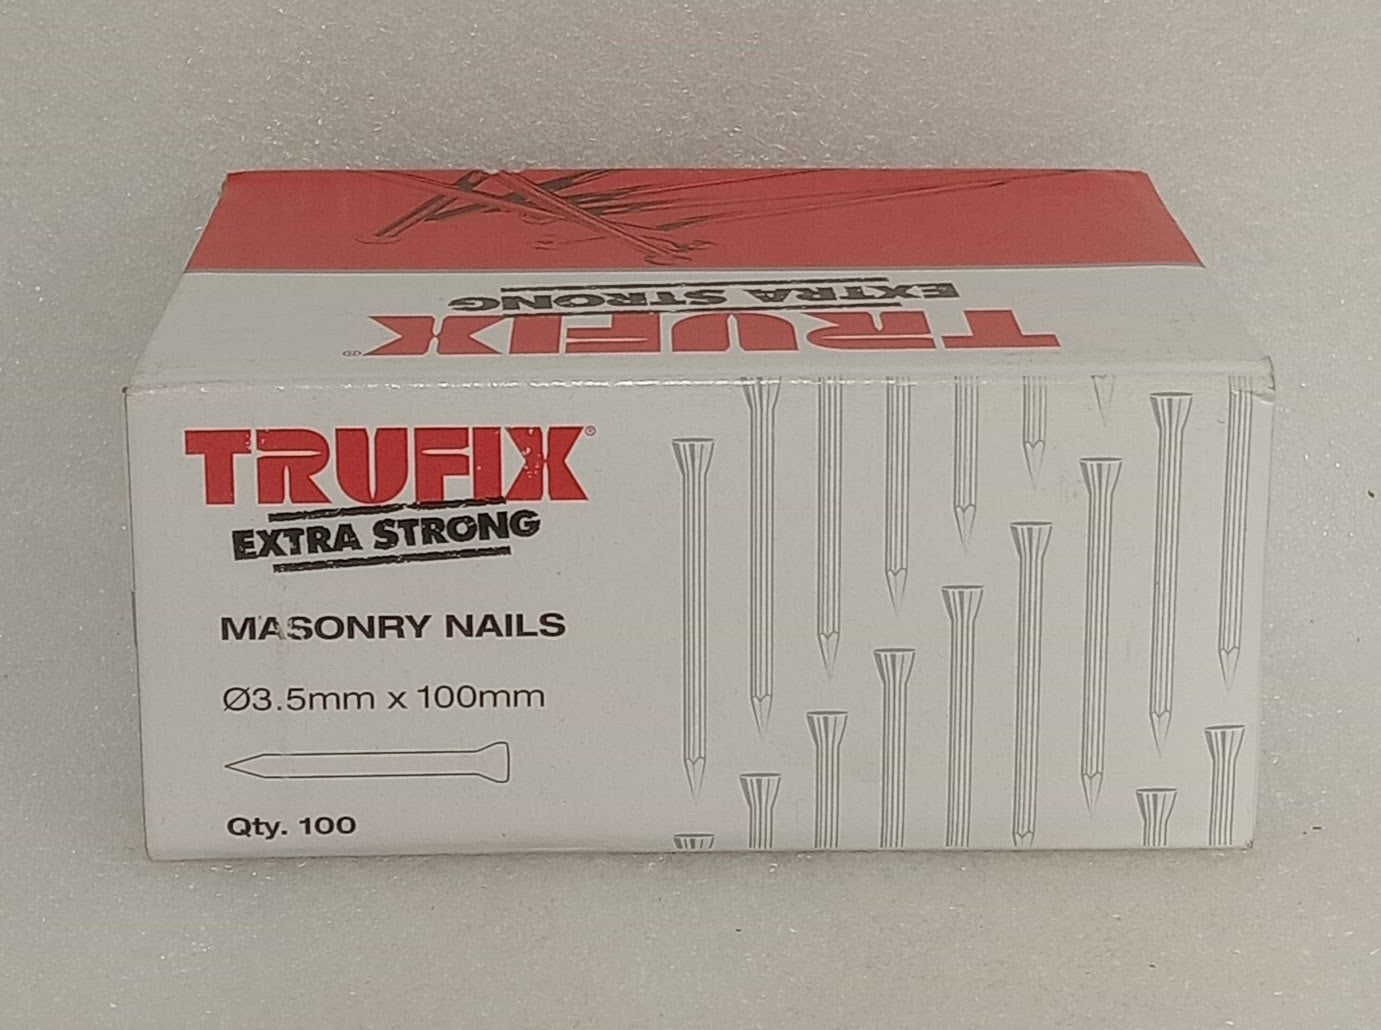 EXTRA STRONG
TRUFIX®
TRUFIX®
EXTRA STRONG
MASONRY NAILS
Ø3.5mm x 100mm
Qty. 100